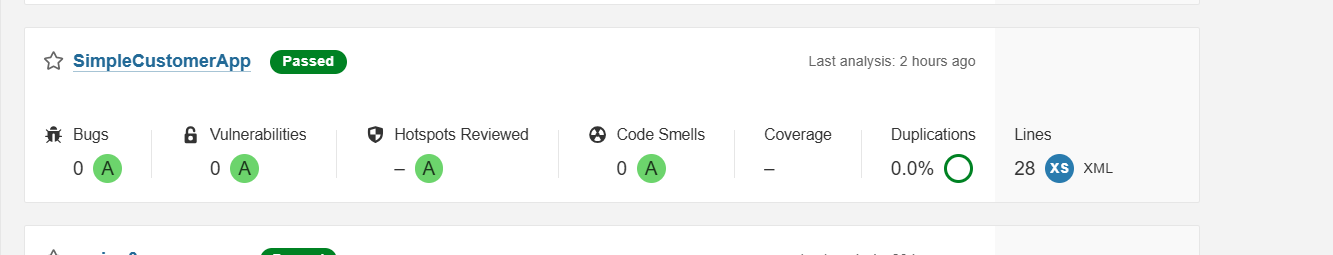 SimpleCustomerApp Passed Last analysis: 2 hours ago
Bugs Vulnerabilities Hotspots Reviewed Code Smells Coverage Duplications Lines
0 A 0 A – A 0 A – 0.0% 28 XS XML